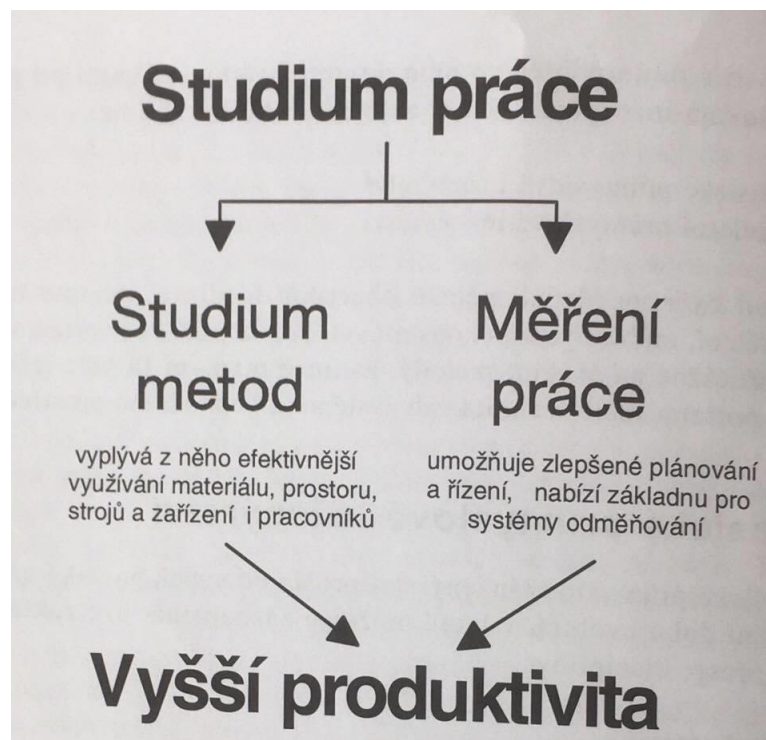 Studium práce
Studium
metod
vyplývá z něho efektivnější
využívání materiálu, prostoru,
strojů a zařízení i pracovníků
Měření
práce
umožňuje zlepšené plánování
a řízení, nabízí základnu pro
systémy odměňování
Vyšší produktivita